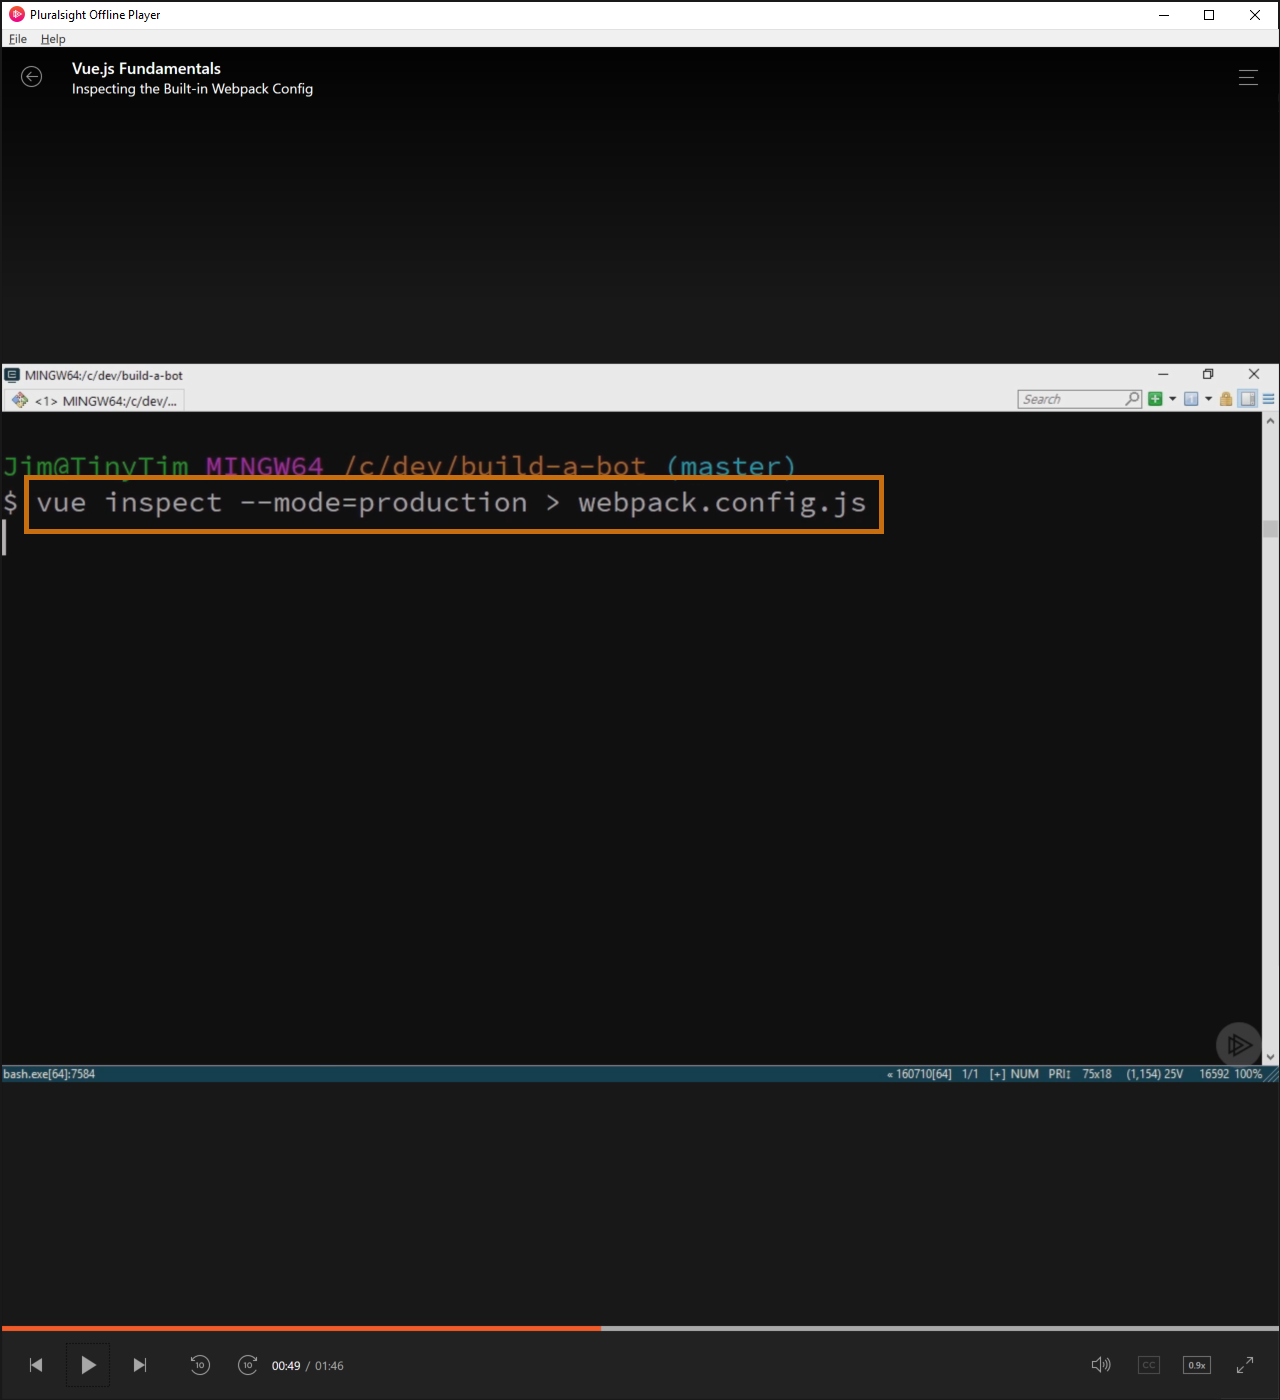 Pluralsight Offline Player
File Help
Vue.js Fundamentals
Inspecting the Built-in Webpack Config
MINGW64:/c/dev/build-a-bot
<1> MINGW64:/c/dev/...
Search
Jim@TinyTim MINGW64 /c/dev/build-a-bot (master)
$ vue inspect --mode=production > webpack.config.js
bash.exe[64]:7584
« 160710[64] 1/1 [+] NUM PRI↕ 75x18 (1,154) 25V 16592 100%
10 10 00:49 / 01:46 CC 0.9x